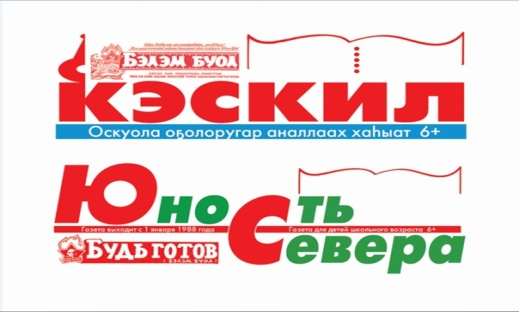 Бэлэм буол
кэскил
Оскуола оҕолоругар аналлаах хаһыат 6+
Юность
Севера
Газета выходит с 1 января 1988 года
Газета для детей школьного возраста 6+
Будь готов
(Бэлэм буол)